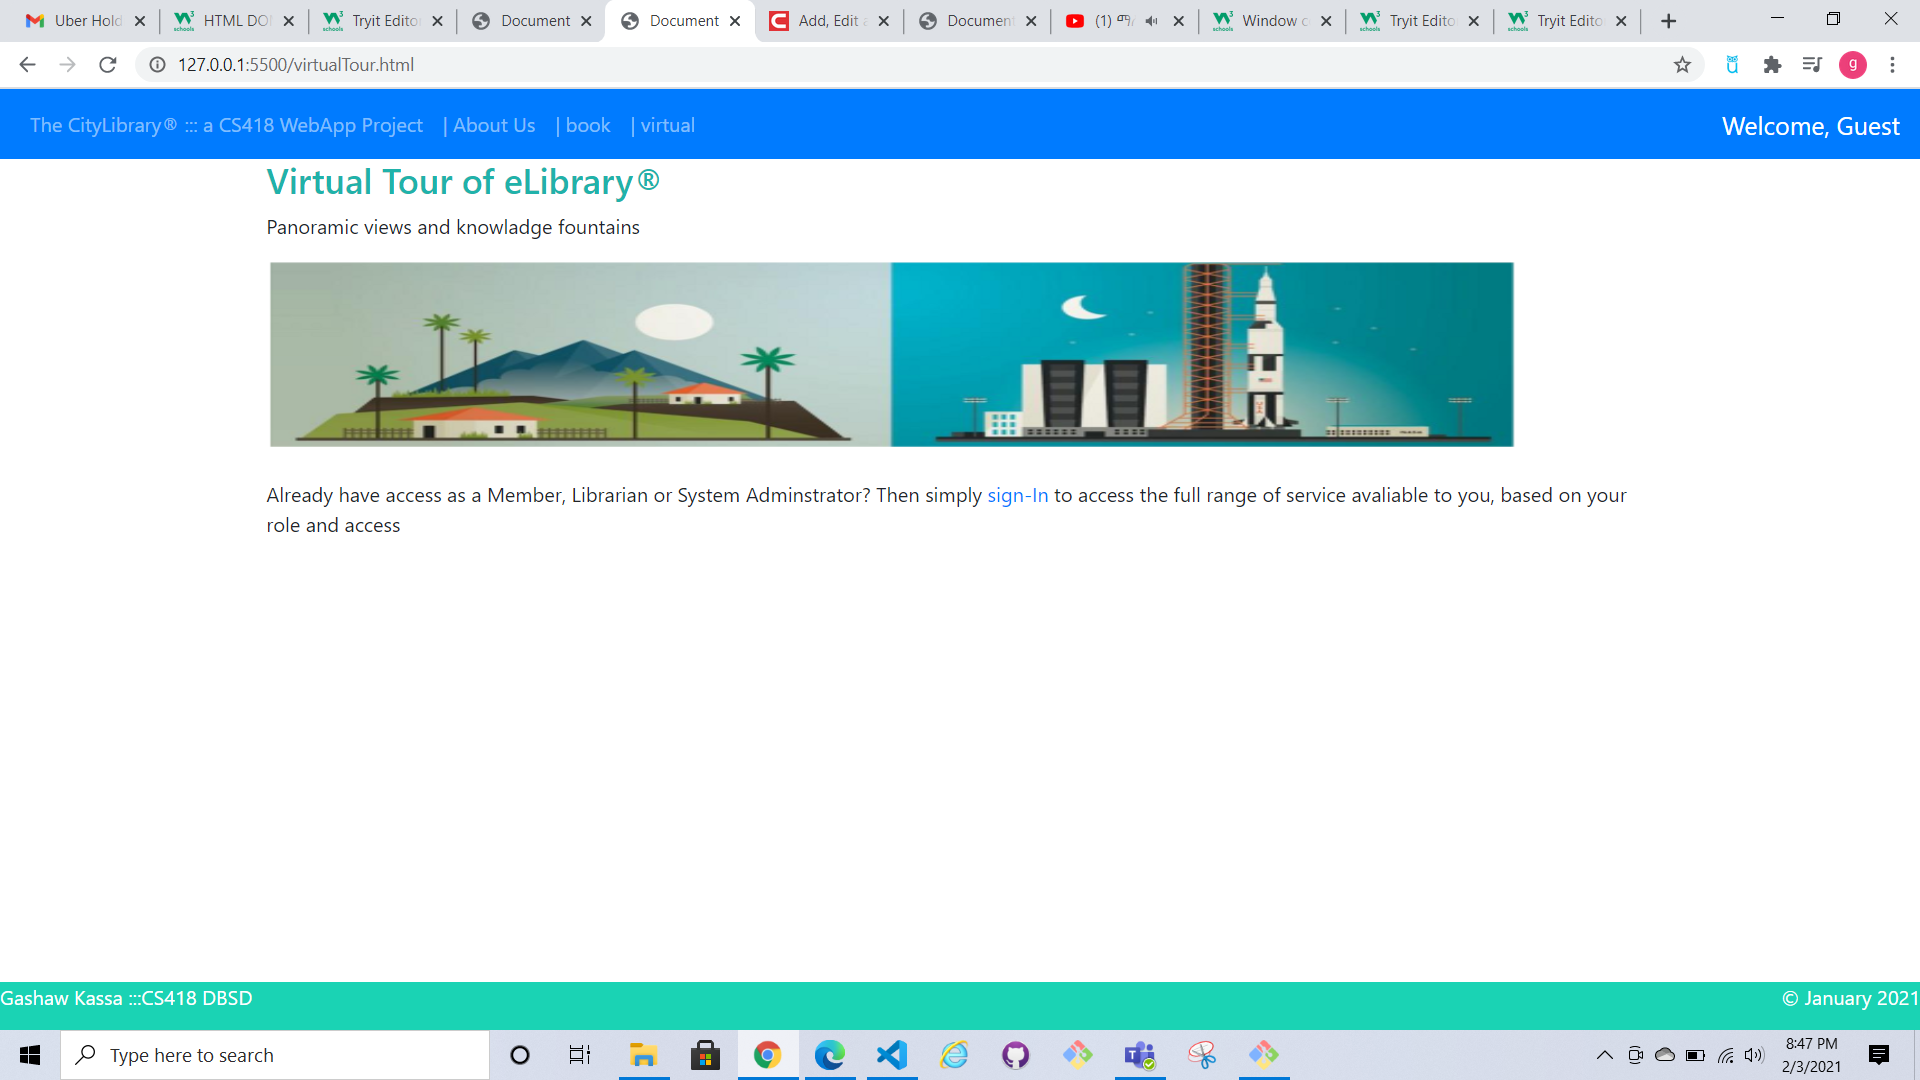 Uber Hold
HTML DO
Tryit Edito
Document
Document
Add, Edit a
Document
(1)
Window c
Tryit Edito
Tryit Edito
127.0.0.1:5500/virtualTour.html
g
The CityLibrary® ::: a CS418 WebApp Project | About Us | book | virtual
Welcome, Guest
Virtual Tour of eLibrary®
Panoramic views and knowladge fountains
Already have access as a Member, Librarian or System Adminstrator? Then simply sign-In to access the full range of service avaliable to you, based on your
role and access
Gashaw Kassa :::CS418 DBSD
© January 2021
Type here to search
8:47 PM
2/3/2021